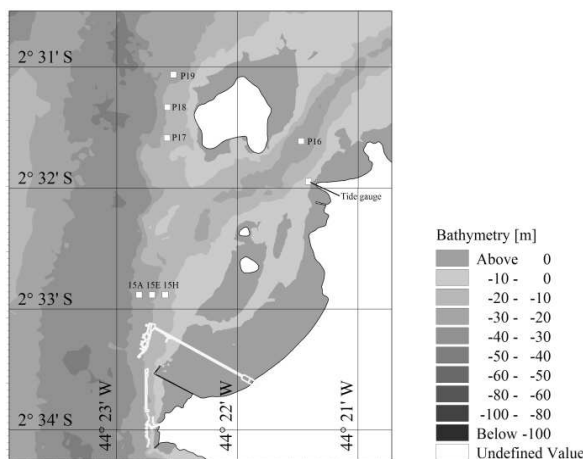 2° 31' S
P19
P18
P17
P16
2° 32' S
Tide gauge
15A 15E 15H
2° 33' S
2° 34' S
44° 23' W
44° 22' W
44° 21' W
Bathymetry [m]
Above 0
-10 - 0
-20 - -10
-30 - -20
-40 - -30
-50 - -40
-60 - -50
-80 - -60
-100 - -80
Below -100
Undefined Value